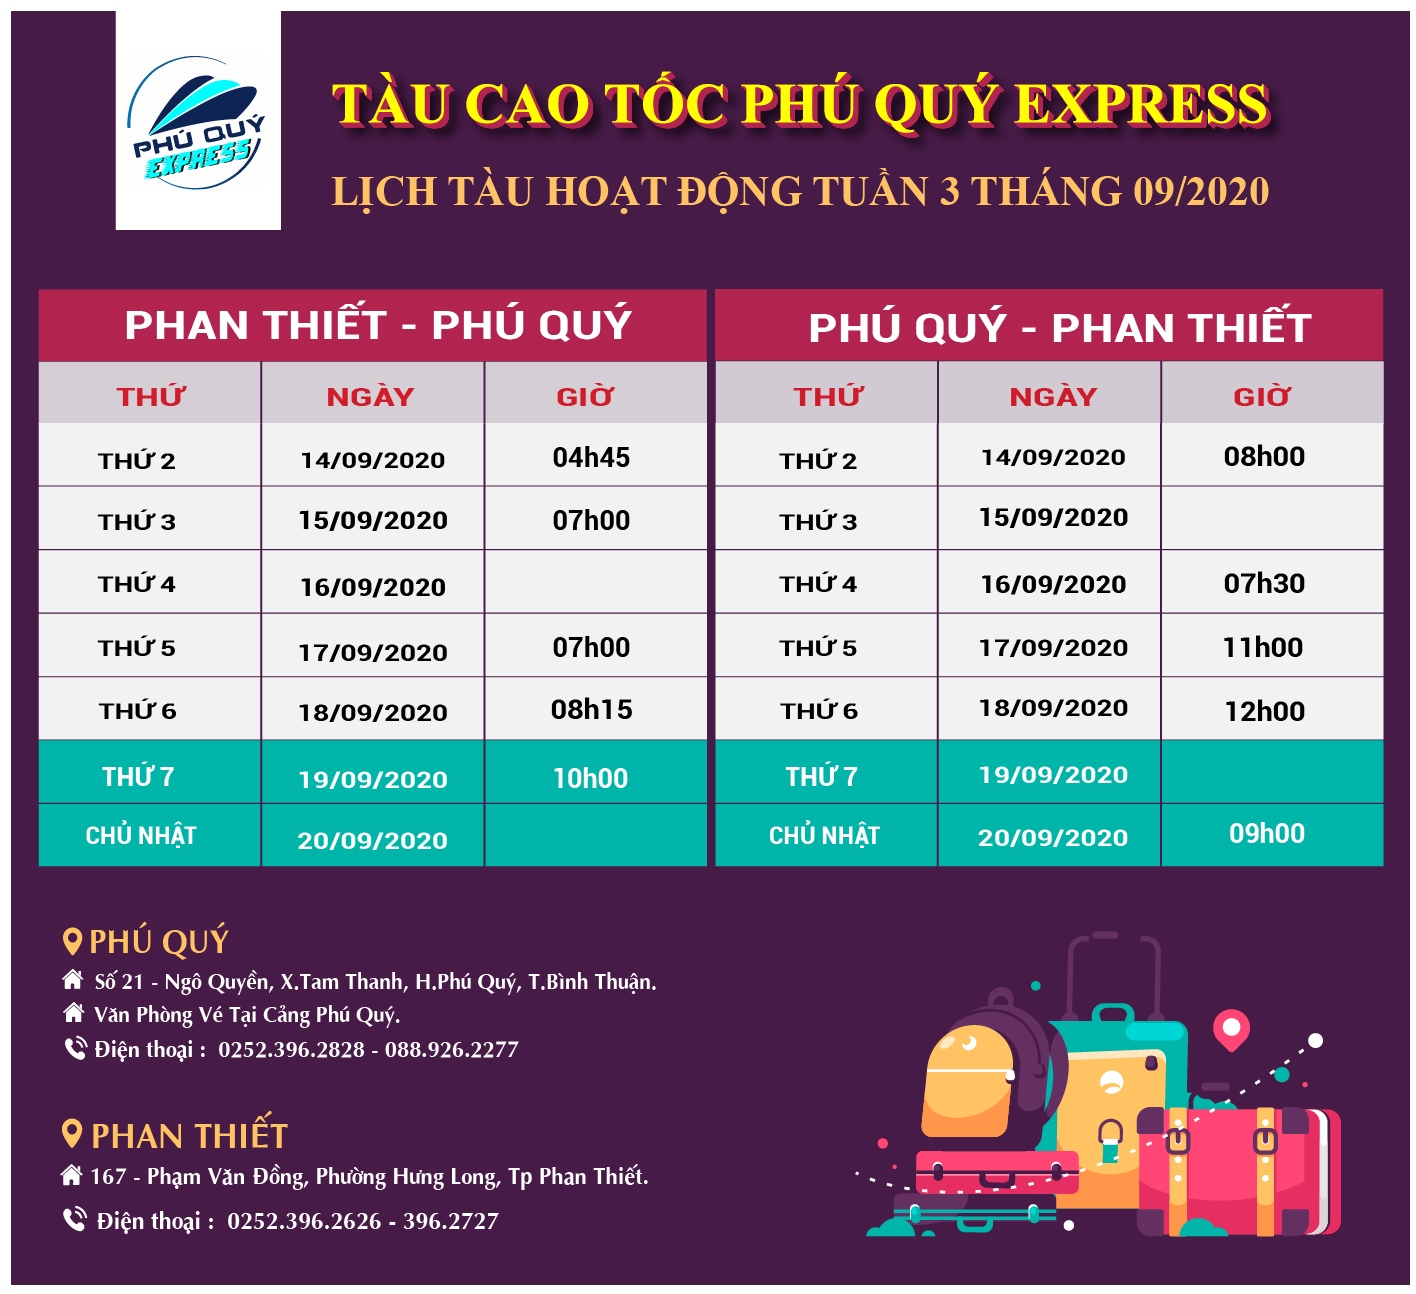 PHÚ QUÝ
EXPRESS
TÀU CAO TỐC PHÚ QUÝ EXPRESS
LỊCH TÀU HOẠT ĐỘNG TUẦN 3 THÁNG 09/2020
PHAN THIẾT - PHÚ QUÝ
THỨ NGÀY GIỜ
THỨ 2 14/09/2020 04h45
THỨ 3 15/09/2020 07h00
THỨ 4 16/09/2020
THỨ 5 17/09/2020 07h00
THỨ 6 18/09/2020 08h15
THỨ 7 19/09/2020 10h00
CHỦ NHẬT 20/09/2020
PHÚ QUÝ - PHAN THIẾT
THỨ NGÀY GIỜ
THỨ 2 14/09/2020 08h00
THỨ 3 15/09/2020
THỨ 4 16/09/2020 07h30
THỨ 5 17/09/2020 11h00
THỨ 6 18/09/2020 12h00
THỨ 7 19/09/2020
CHỦ NHẬT 20/09/2020 09h00
PHÚ QUÝ
Số 21 - Ngô Quyền, X.Tam Thanh, H.Phú Quý, T.Bình Thuận.
Văn Phòng Vé Tại Cảng Phú Quý.
Điện thoại : 0252.396.2828 - 088.926.2277
PHAN THIẾT
167 - Phạm Văn Đồng, Phường Hưng Long, Tp Phan Thiết.
Điện thoại : 0252.396.2626 - 396.2727